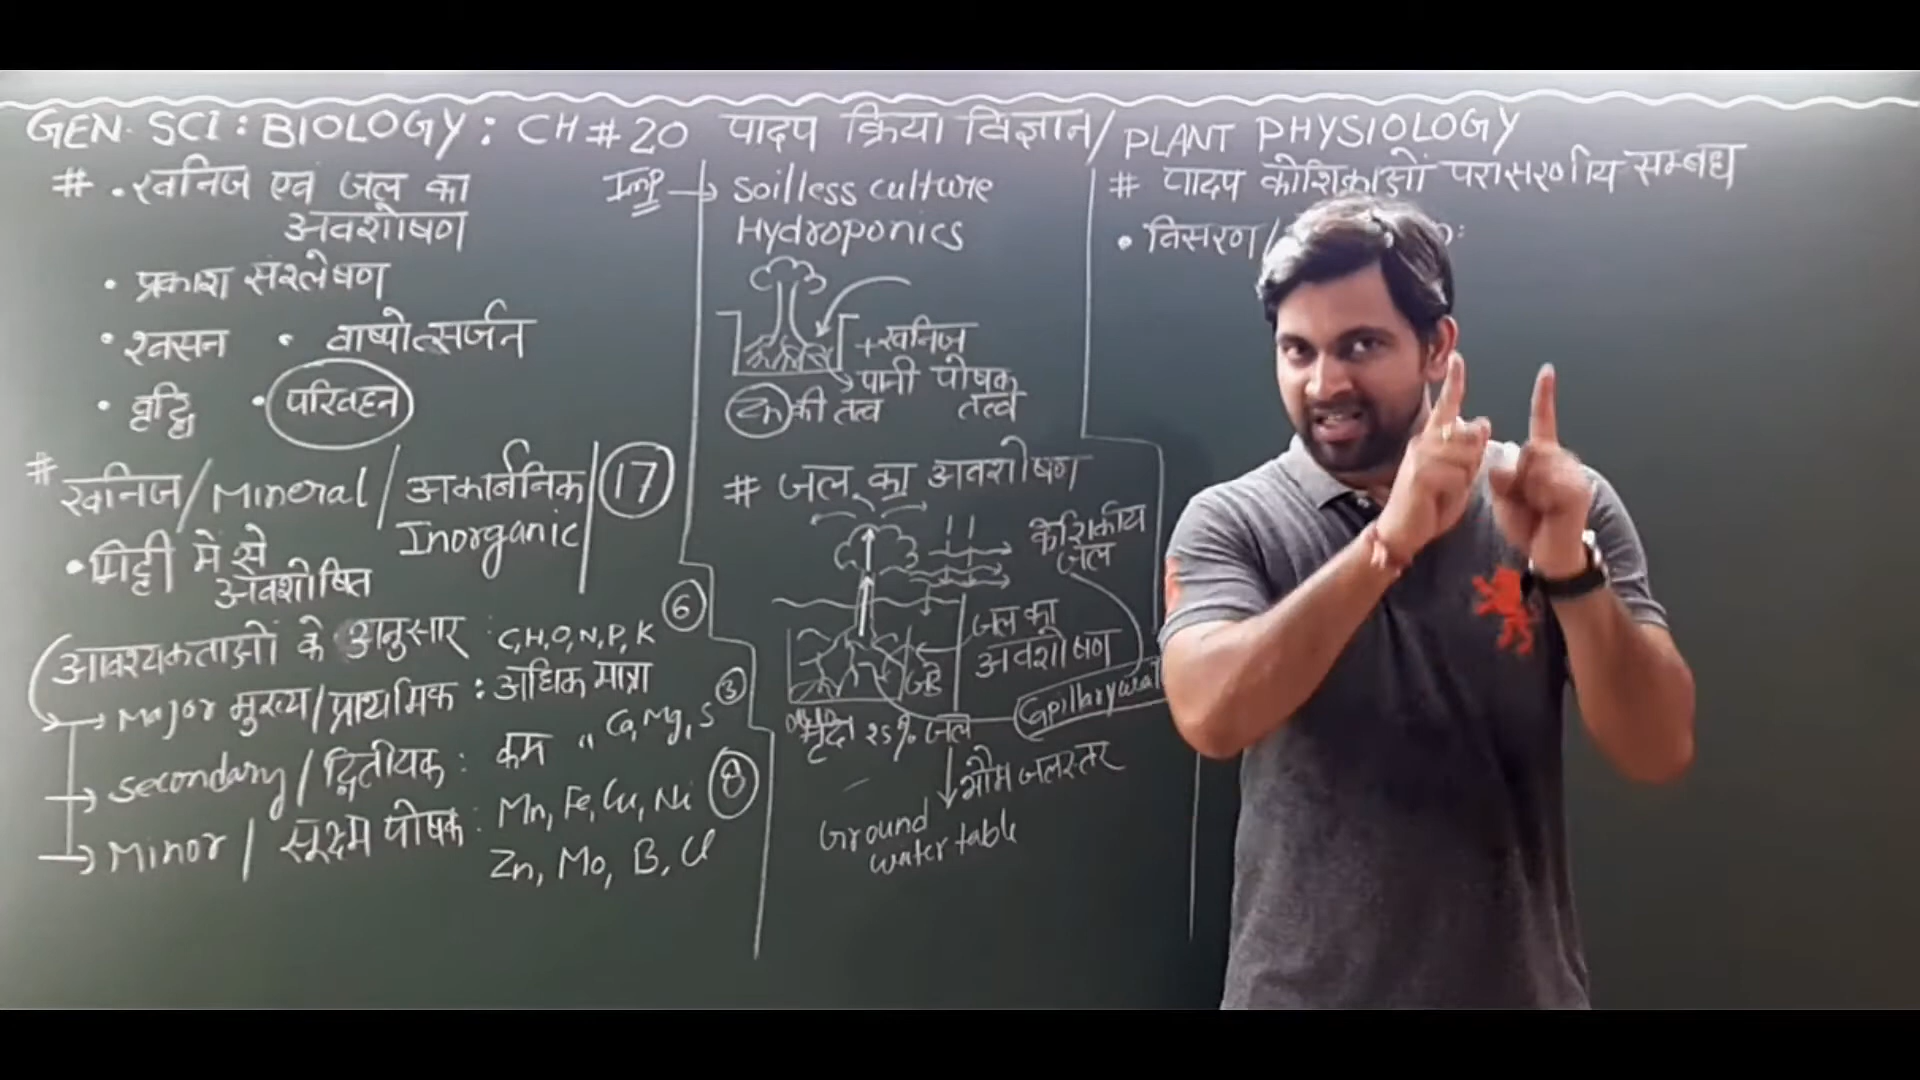 GEN. SCI : BIOLOGY : CH # 20 पादप क्रिया विज्ञान / PLANT PHYSIOLOGY
# • खनिज एवं जल का
अवशोषण
• प्रकाश संश्लेषण
• श्वसन • वाष्पोत्सर्जन
• वृद्धि • परिवहन
# खनिज / Mineral / अकार्बनिक / 17
Inorganic
• मिट्टी में से
अवशोषित
आवश्यकताओं के अनुसार : C, H, O, N, P, K 6
→ Major मुख्य / प्राथमिक : अधिक मात्रा
→ Secondary / द्वितीयक : कम " Ca, Mg, S 3
→ Minor / सूक्ष्म पोषक : Mn, Fe, Cu, Ni 8
Zn, Mo, B, Cl
Imp → Soilless culture
Hydroponics
+ खनिज
→ पानी पोषक
तत्व
Zn की तत्व
# जल का अवशोषण
केशिकीय
जल
जल का
अवशोषण
जड़े
Capillary wat
मृदा 25% जल
भौम जलस्तर
Ground
water table
# पादप कोशिकाओं परासरणीय सम्बंध
• विसरण /